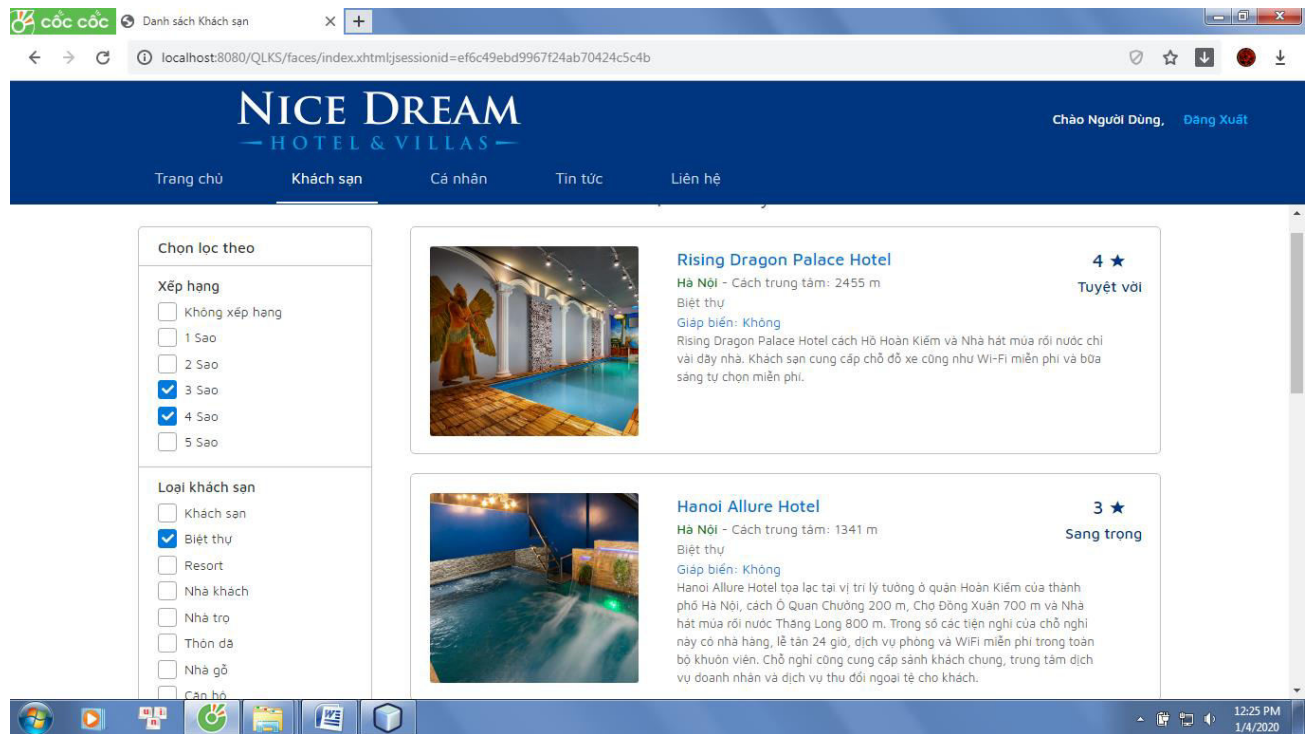 cốc cốc
Danh sách Khách sạn
localhost:8080/QLKS/faces/index.xhtml;jsessionid=ef6c49ebd9967f24ab70424c5c4b
NICE DREAM
HOTEL & VILLAS
Chào Người Dùng, Đăng Xuất
Trang chủ Khách sạn Cá nhân Tin tức Liên hệ
Chọn lọc theo
Xếp hạng
Không xếp hạng
1 Sao
2 Sao
3 Sao
4 Sao
5 Sao
Loại khách sạn
Khách sạn
Biệt thự
Resort
Nhà khách
Nhà trọ
Thôn dã
Nhà gỗ
Căn hộ
Rising Dragon Palace Hotel
Hà Nội - Cách trung tâm: 2455 m
Biệt thự
Giáp biển: Không
Rising Dragon Palace Hotel cách Hồ Hoàn Kiếm và Nhà hát múa rối nước chỉ
vài dãy nhà. Khách sạn cung cấp chỗ đỗ xe cũng như Wi-Fi miễn phí và bữa
sáng tự chọn miễn phí.
4 ★
Tuyệt vời
Hanoi Allure Hotel
Hà Nội - Cách trung tâm: 1341 m
Biệt thự
Giáp biển: Không
Hanoi Allure Hotel tọa lạc tại vị trí lý tưởng ở quận Hoàn Kiếm của thành
phố Hà Nội, cách Ô Quan Chưởng 200 m, Chợ Đồng Xuân 700 m và Nhà
hát múa rối nước Thăng Long 800 m. Trong số các tiện nghi của chỗ nghỉ
này có nhà hàng, lễ tân 24 giờ, dịch vụ phòng và WiFi miễn phí trong toàn
bộ khuôn viên. Chỗ nghỉ cũng cung cấp sảnh khách chung, trung tâm dịch
vụ doanh nhân và dịch vụ thu đổi ngoại tệ cho khách.
3 ★
Sang trọng
12:25 PM
1/4/2020